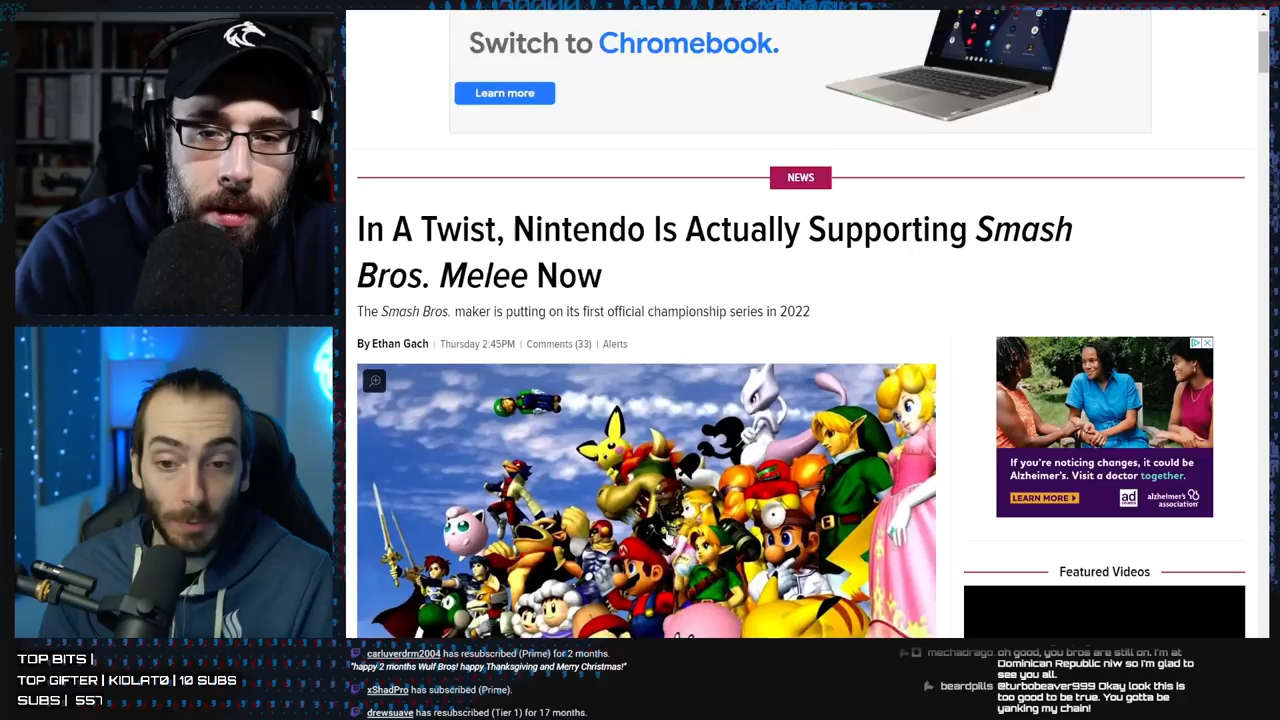 Switch to Chromebook.
Learn more
NEWS
In A Twist, Nintendo Is Actually Supporting Smash
Bros. Melee Now
The Smash Bros. maker is putting on its first official championship series in 2022
By Ethan Gach | Thursday 2:45PM | Comments (33) | Alerts
If you're noticing changes, it could be
Alzheimer's. Visit a doctor together.
LEARN MORE
ad
COUNCIL
alzheimer's
association
Featured Videos
TOP BITS |
TOP GIFTER | KIDLAT0 | 10 SUBS
SUBS | 557
carluverdrm2004 has resubscribed (Prime) for 2 months.
"happy 2 months Wulf Bros! happy Thanksgiving and Merry Christmas!"
xShadPro has subscribed (Prime).
drewsuave has resubscribed (Tier 1) for 17 months.
mechadrago oh good, you bros are still on. i'm at
Dominican Republic niw so i'm glad to
see you all.
beardpills @turbobeaver999 Okay look this is
too good to be true. You gotta be
yanking my chain!